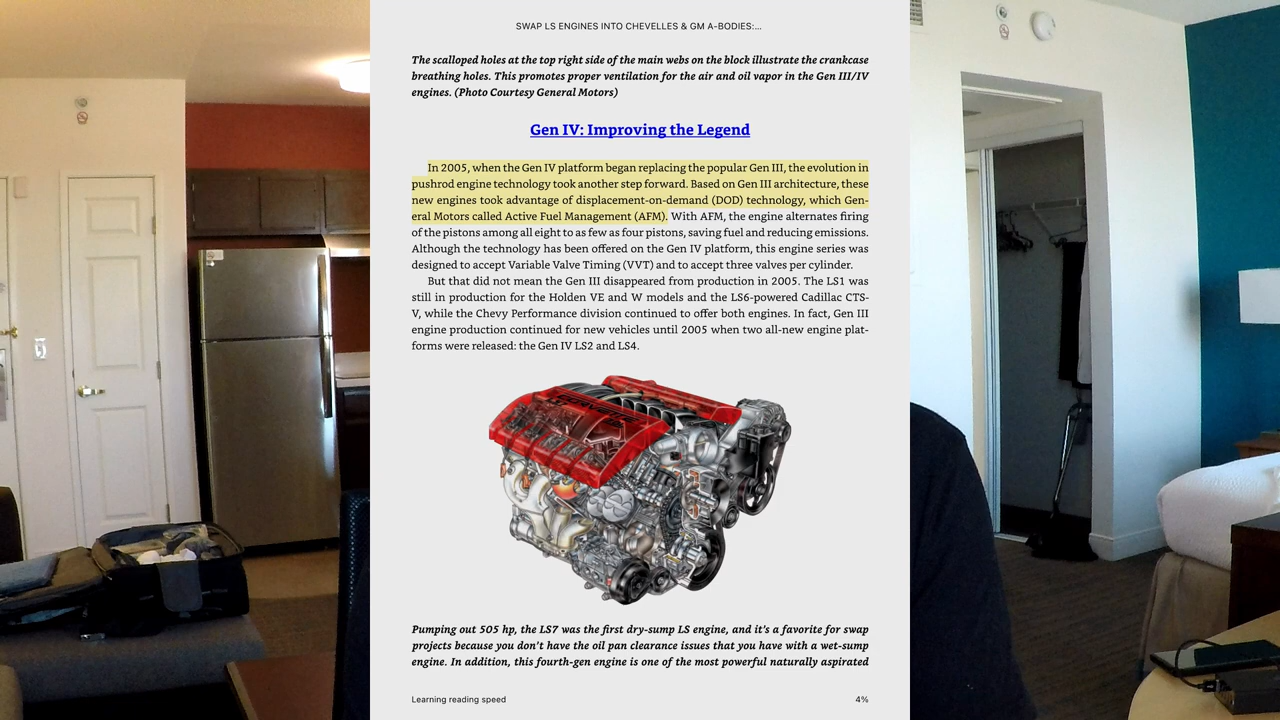 SWAP LS ENGINES INTO CHEVELLES & GM A-BODIES:...
The scalloped holes at the top right side of the main webs on the block illustrate the crankcase
breathing holes. This promotes proper ventilation for the air and oil vapor in the Gen III/IV
engines. (Photo Courtesy General Motors)
Gen IV: Improving the Legend
In 2005, when the Gen IV platform began replacing the popular Gen III, the evolution in
pushrod engine technology took another step forward. Based on Gen III architecture, these
new engines took advantage of displacement-on-demand (DOD) technology, which Gen-
eral Motors called Active Fuel Management (AFM). With AFM, the engine alternates firing
of the pistons among all eight to as few as four pistons, saving fuel and reducing emissions.
Although the technology has been offered on the Gen IV platform, this engine series was
designed to accept Variable Valve Timing (VVT) and to accept three valves per cylinder.
But that did not mean the Gen III disappeared from production in 2005. The LS1 was
still in production for the Holden VE and W models and the LS6-powered Cadillac CTS-
V, while the Chevy Performance division continued to offer both engines. In fact, Gen III
engine production continued for new vehicles until 2005 when two all-new engine plat-
forms were released: the Gen IV LS2 and LS4.
Pumping out 505 hp, the LS7 was the first dry-sump LS engine, and it's a favorite for swap
projects because you don't have the oil pan clearance issues that you have with a wet-sump
engine. In addition, this fourth-gen engine is one of the most powerful naturally aspirated
Learning reading speed
4%